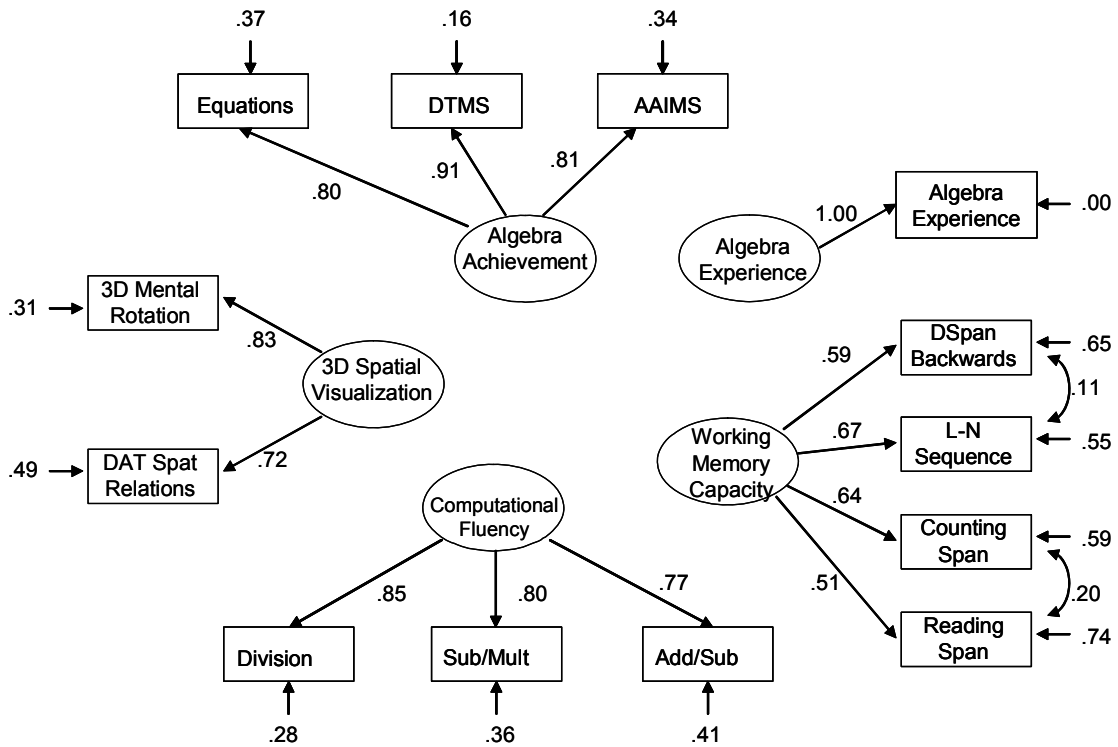 .37
.16
.34
Equations
DTMS
AAIMS
.80
.91
.81
Algebra
Achievement
Algebra
Experience
1.00
Algebra
Experience
.00
3D Mental
Rotation
.31
.83
3D Spatial
Visualization
.72
DAT Spat
Relations
.49
DSpan
Backwards
.65
.59
.11
Working
Memory
Capacity
.67
L-N
Sequence
.55
.64
Counting
Span
.59
.51
.20
Reading
Span
.74
Computational
Fluency
.85
.80
.77
Division
Sub/Mult
Add/Sub
.28
.36
.41